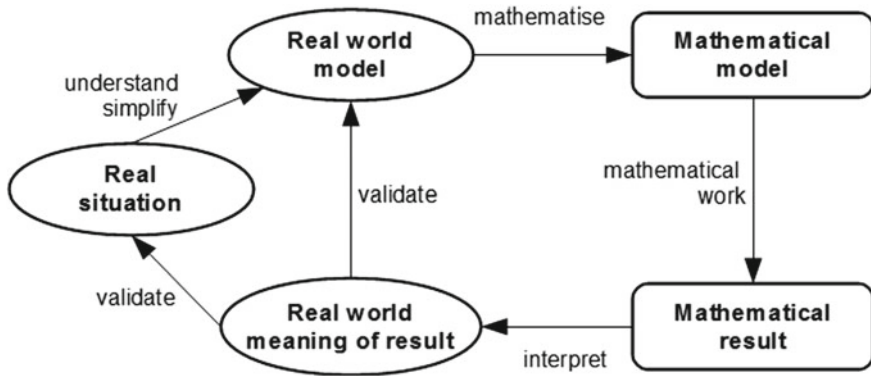 Real world
model
mathematise
Mathematical
model
understand
simplify
Real
situation
validate
mathematical
work
validate
Real world
meaning of result
interpret
Mathematical
result